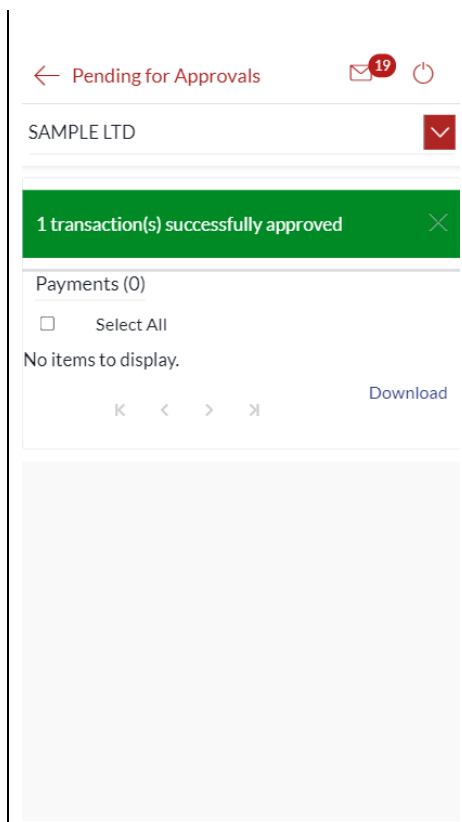 Pending for Approvals
19
SAMPLE LTD
1 transaction(s) successfully approved
Payments (0)
Select All
No items to display.
Download